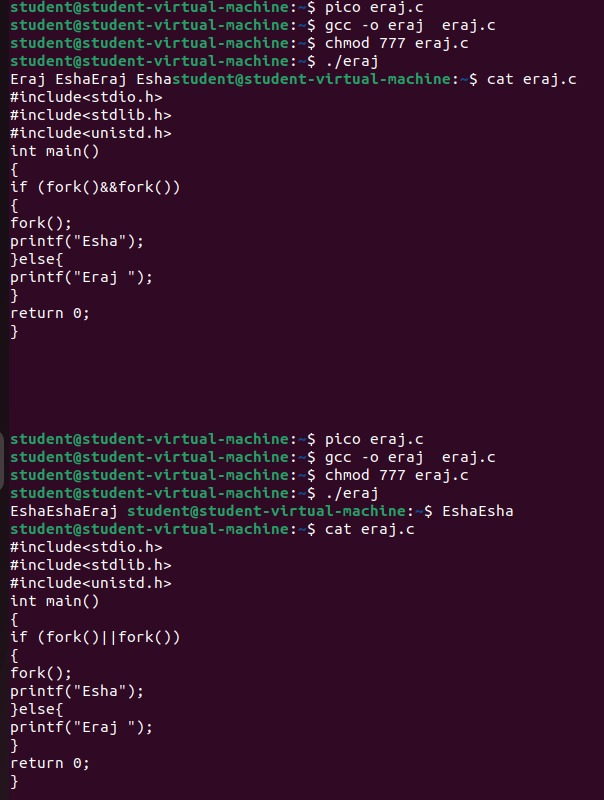 student@student-virtual-machine:~$ pico eraj.c
student@student-virtual-machine:~$ gcc -o eraj  eraj.c
student@student-virtual-machine:~$ chmod 777 eraj.c
student@student-virtual-machine:~$ ./eraj
Eraj EshaEraj Eshastudent@student-virtual-machine:~$ cat eraj.c
#include<stdio.h>
#include<stdlib.h>
#include<unistd.h>
int main()
{
if (fork()&&fork())
{
fork();
printf("Esha");
}else{
printf("Eraj ");
}
return 0;
}
student@student-virtual-machine:~$ pico eraj.c
student@student-virtual-machine:~$ gcc -o eraj  eraj.c
student@student-virtual-machine:~$ chmod 777 eraj.c
student@student-virtual-machine:~$ ./eraj
EshaEshaEraj student@student-virtual-machine:~$ EshaEsha
student@student-virtual-machine:~$ cat eraj.c
#include<stdio.h>
#include<stdlib.h>
#include<unistd.h>
int main()
{
if (fork()||fork())
{
fork();
printf("Esha");
}else{
printf("Eraj ");
}
return 0;
}